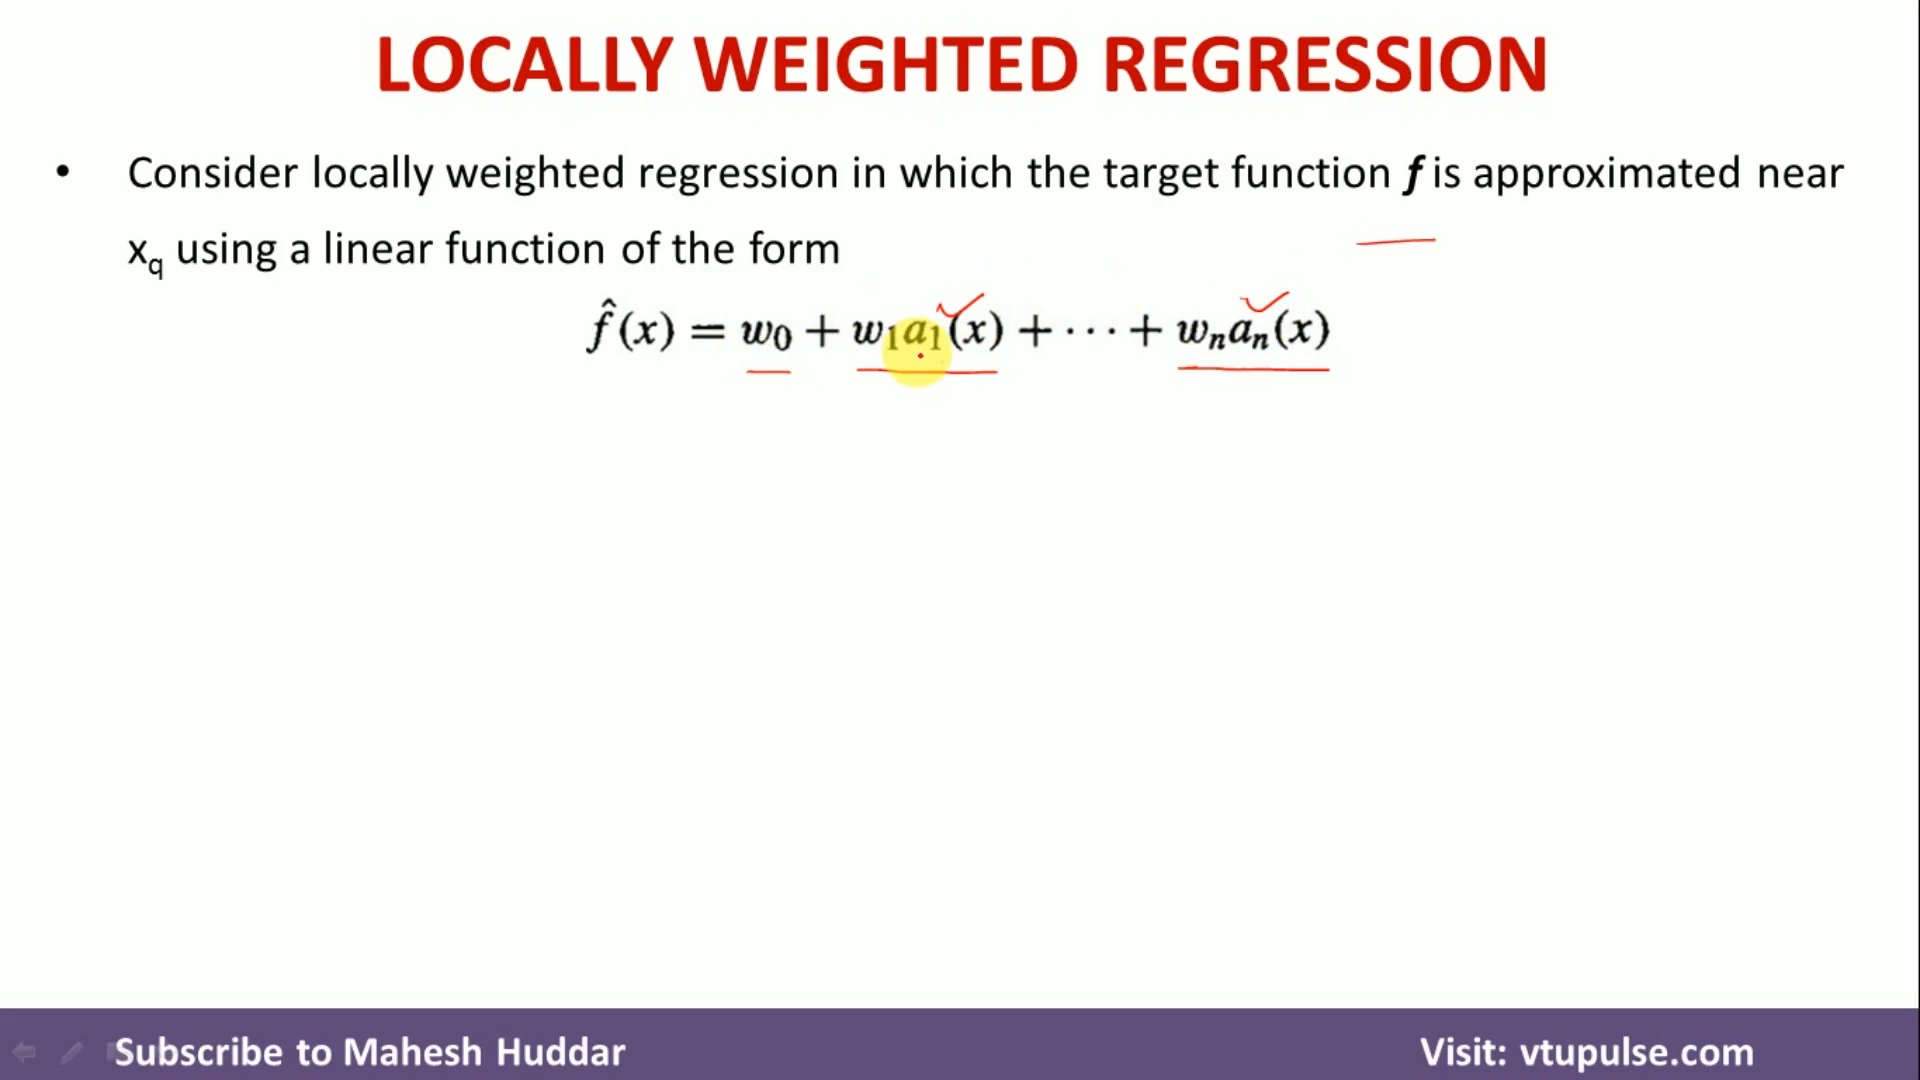 LOCALLY WEIGHTED REGRESSION
• Consider locally weighted regression in which the target function f is approximated near
x_q using a linear function of the form
f̂(x) = w₀ + w₁a₁(x) + ··· + wₙaₙ(x)
Subscribe to Mahesh Huddar
Visit: vtupulse.com